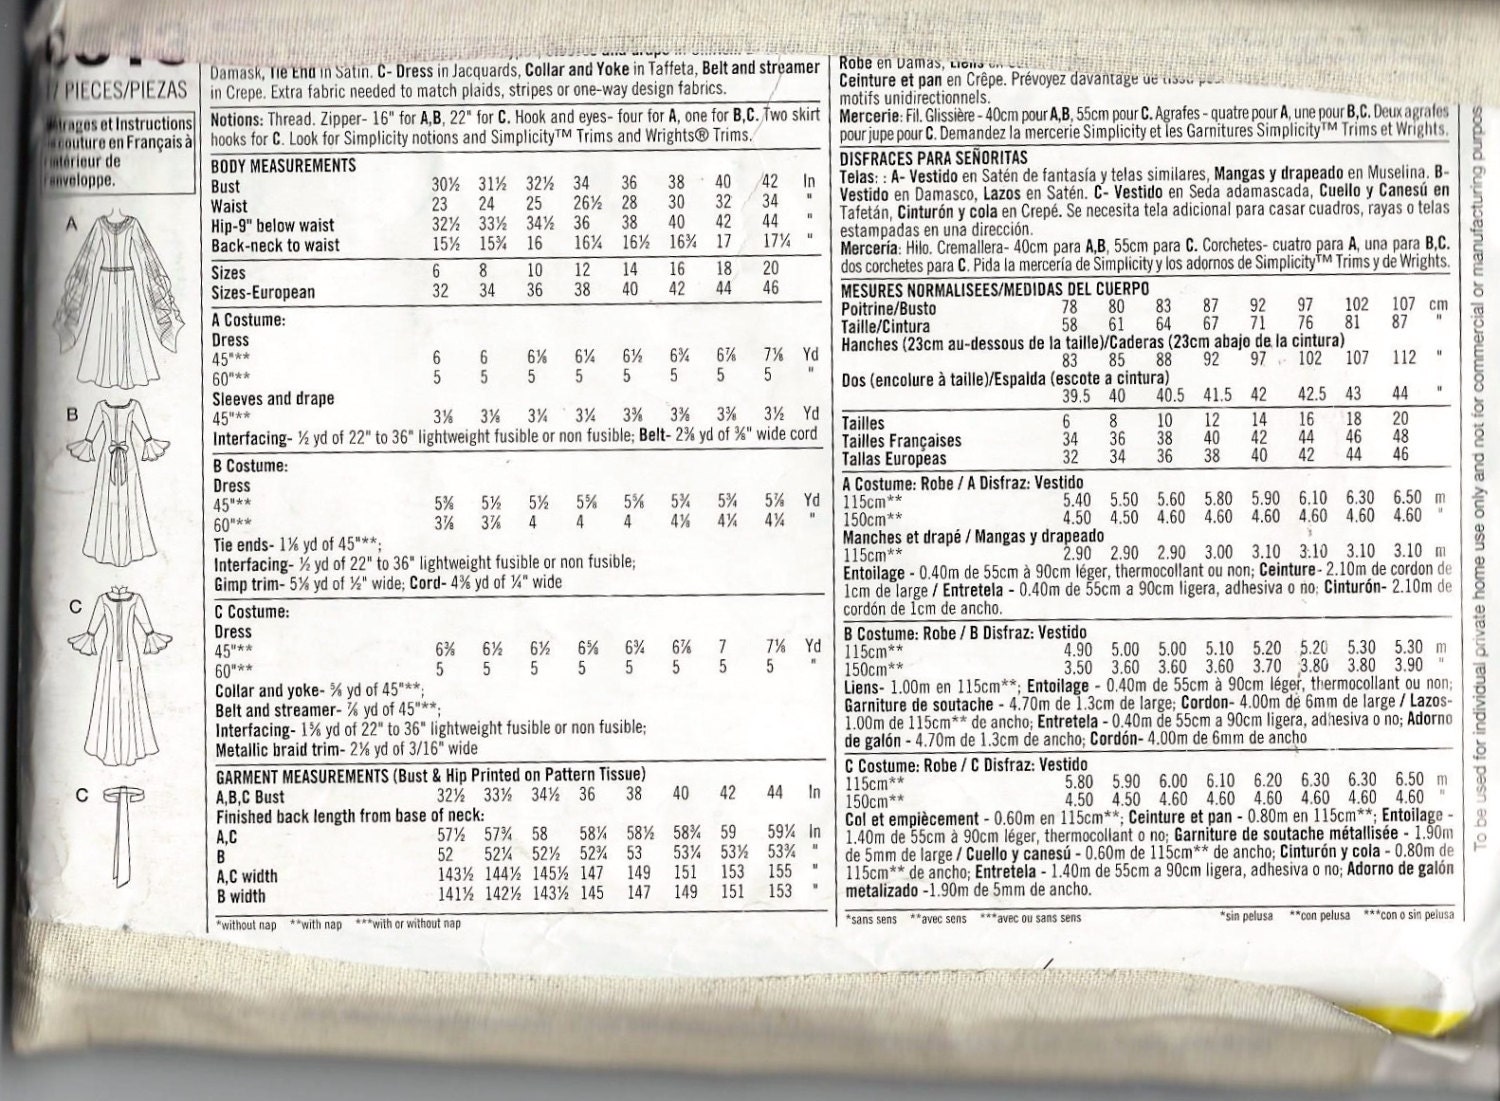 17 PIECES/PIEZAS
et Instructions
couture en Français à
l'intérieur de
l'enveloppe.
A
B
C
C
Damask, Tie End in Satin. C- Dress in Jacquards, Collar and Yoke in Taffeta, Belt and streamer
in Crepe. Extra fabric needed to match plaids, stripes or one-way design fabrics.
Notions: Thread. Zipper- 16" for A,B, 22" for C. Hook and eyes- four for A, one for B,C. Two skirt
hooks for C. Look for Simplicity notions and Simplicity™ Trims and Wrights® Trims.
BODY MEASUREMENTS
Bust 30½ 31½ 32½ 34 36 38 40 42 In
Waist 23 24 25 26½ 28 30 32 34 "
Hip-9" below waist 32½ 33½ 34½ 36 38 40 42 44 "
Back-neck to waist 15½ 15¾ 16 16¼ 16½ 16¾ 17 17¼ "
Sizes 6 8 10 12 14 16 18 20
Sizes-European 32 34 36 38 40 42 44 46
A Costume:
Dress
45"** 6 6 6⅛ 6¼ 6½ 6¾ 6⅞ 7⅛ Yd
60"** 5 5 5 5 5 5 5 5 "
Sleeves and drape
45"** 3⅛ 3⅛ 3¼ 3¼ 3⅜ 3⅜ 3⅜ 3½ Yd
Interfacing- ½ yd of 22" to 36" lightweight fusible or non fusible; Belt- 2⅜ yd of ⅜" wide cord
B Costume:
Dress
45"** 5⅜ 5½ 5½ 5⅝ 5⅝ 5¾ 5¾ 5⅞ Yd
60"** 3⅞ 3⅞ 4 4 4 4⅛ 4¼ 4¼ "
Tie ends- 1⅛ yd of 45"**;
Interfacing- ½ yd of 22" to 36" lightweight fusible or non fusible;
Gimp trim- 5⅛ yd of ½" wide; Cord- 4⅜ yd of ¼" wide
C Costume:
Dress
45"** 6⅜ 6½ 6½ 6⅝ 6¾ 6⅞ 7 7⅛ Yd
60"** 5 5 5 5 5 5 5 5 "
Collar and yoke- ⅝ yd of 45"**;
Belt and streamer- ⅞ yd of 45"**;
Interfacing- 1⅝ yd of 22" to 36" lightweight fusible or non fusible;
Metallic braid trim- 2⅛ yd of 3/16" wide
GARMENT MEASUREMENTS (Bust & Hip Printed on Pattern Tissue)
A,B,C Bust 32½ 33½ 34½ 36 38 40 42 44 In
Finished back length from base of neck:
A,C 57½ 57¾ 58 58¼ 58½ 58¾ 59 59¼ In
B 52 52¼ 52½ 52¾ 53 53¼ 53½ 53¾ "
A,C width 143½ 144½ 145½ 147 149 151 153 155 "
B width 141½ 142½ 143½ 145 147 149 151 153 "
*without nap **with nap ***with or without nap
Robe en Damas,
Ceinture et pan en Crêpe. Prévoyez davantage de tissu
motifs unidirectionnels.
Mercerie: Fil. Glissière - 40cm pour A,B, 55cm pour C. Agrafes - quatre pour A, une pour B,C. Deux agrafes
pour jupe pour C. Demandez la mercerie Simplicity et les Garnitures Simplicity™ Trims et Wrights.
DISFRACES PARA SEÑORITAS
Telas: : A- Vestido en Satén de fantasía y telas similares, Mangas y drapeado en Muselina. B-
Vestido en Damasco, Lazos en Satén. C- Vestido en Seda adamascada, Cuello y Canesú en
Tafetán, Cinturón y cola en Crepé. Se necesita tela adicional para casar cuadros, rayas o telas
estampadas en una dirección.
Mercería: Hilo. Cremallera- 40cm para A,B, 55cm para C. Corchetes- cuatro para A, una para B,C.
dos corchetes para C. Pida la mercería de Simplicity y los adornos de Simplicity™ Trims y de Wrights.
MESURES NORMALISEES/MEDIDAS DEL CUERPO
Poitrine/Busto 78 80 83 87 92 97 102 107 cm
Taille/Cintura 58 61 64 67 71 76 81 87 "
Hanches (23cm au-dessous de la taille)/Caderas (23cm abajo de la cintura)
83 85 88 92 97 102 107 112 "
Dos (encolure à taille)/Espalda (escote a cintura)
39.5 40 40.5 41.5 42 42.5 43 44 "
Tailles 6 8 10 12 14 16 18 20
Tailles Françaises 34 36 38 40 42 44 46 48
Tallas Europeas 32 34 36 38 40 42 44 46
A Costume: Robe / A Disfraz: Vestido
115cm** 5.40 5.50 5.60 5.80 5.90 6.10 6.30 6.50 m
150cm** 4.50 4.50 4.60 4.60 4.60 4.60 4.60 4.60 "
Manches et drapé / Mangas y drapeado
115cm** 2.90 2.90 2.90 3.00 3.10 3.10 3.10 3.10 m
Entoilage - 0.40m de 55cm à 90cm léger, thermocollant ou non; Ceinture- 2.10m de cordon de
1cm de large / Entretela - 0.40m de 55cm a 90cm ligera, adhesiva o no; Cinturón- 2.10m de
cordón de 1cm de ancho.
B Costume: Robe / B Disfraz: Vestido
115cm** 4.90 5.00 5.00 5.10 5.20 5.20 5.30 5.30 m
150cm** 3.50 3.60 3.60 3.60 3.70 3.80 3.80 3.90 "
Liens- 1.00m en 115cm**; Entoilage - 0.40m de 55cm à 90cm léger, thermocollant ou non;
Garniture de soutache - 4.70m de 1.3cm de large; Cordon- 4.00m de 6mm de large / Lazos-
1.00m de 115cm** de ancho; Entretela - 0.40m de 55cm a 90cm ligera, adhesiva o no; Adorno
de galón - 4.70m de 1.3cm de ancho; Cordón- 4.00m de 6mm de ancho
C Costume: Robe / C Disfraz: Vestido
115cm** 5.80 5.90 6.00 6.10 6.20 6.30 6.30 6.50 m
150cm** 4.50 4.50 4.60 4.60 4.60 4.60 4.60 4.60 "
Col et empiècement - 0.60m en 115cm**; Ceinture et pan - 0.80m en 115cm**; Entoilage -
1.40m de 55cm à 90cm léger, thermocollant o no; Garniture de soutache métallisée - 1.90m
de 5mm de large / Cuello y canesú - 0.60m de 115cm** de ancho; Cinturón y cola - 0.80m de
115cm** de ancho; Entretela - 1.40m de 55cm a 90cm ligera, adhesiva o no; Adorno de galón
metalizado -1.90m de 5mm de ancho.
*sans sens **avec sens ***avec ou sans sens *sin pelusa **con pelusa ***con o sin pelusa
To be used for individual private home use only and not for commercial or manufacturing purpos